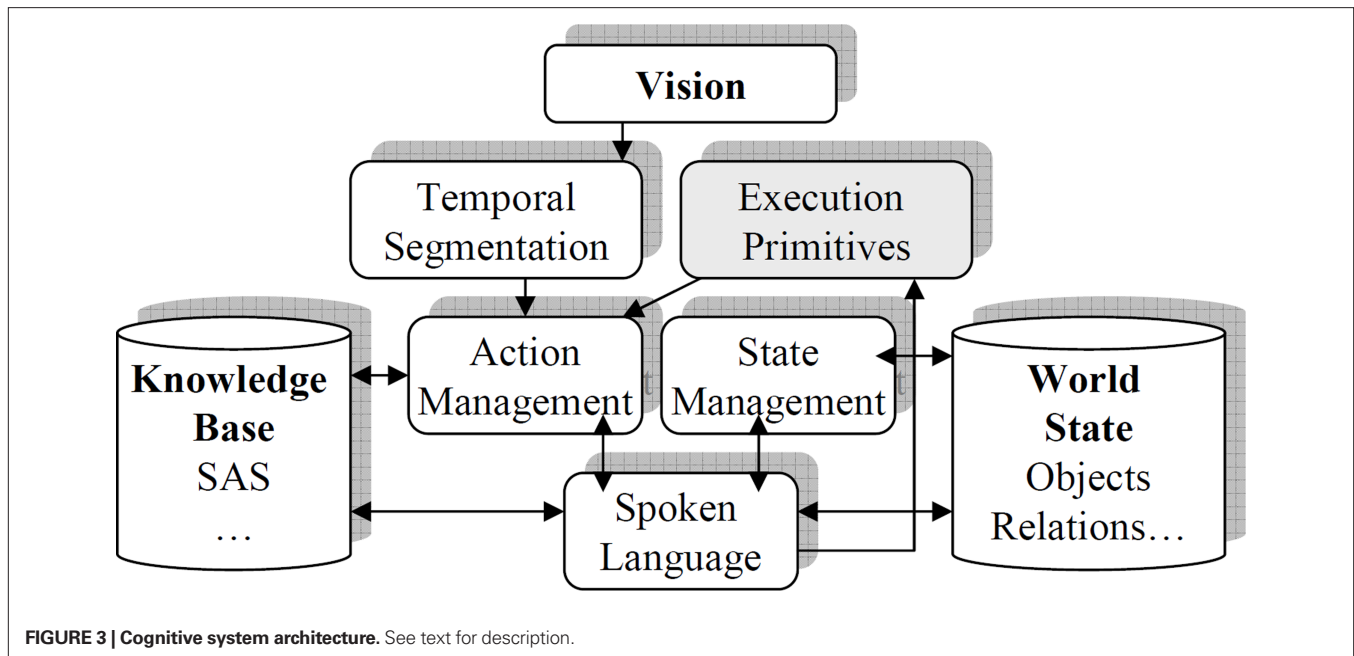 Vision
Temporal
Segmentation
Execution
Primitives
Knowledge
Base
SAS
…
Action
Management
State
Management
World
State
Objects
Relations…
Spoken
Language
FIGURE 3 | Cognitive system architecture. See text for description.